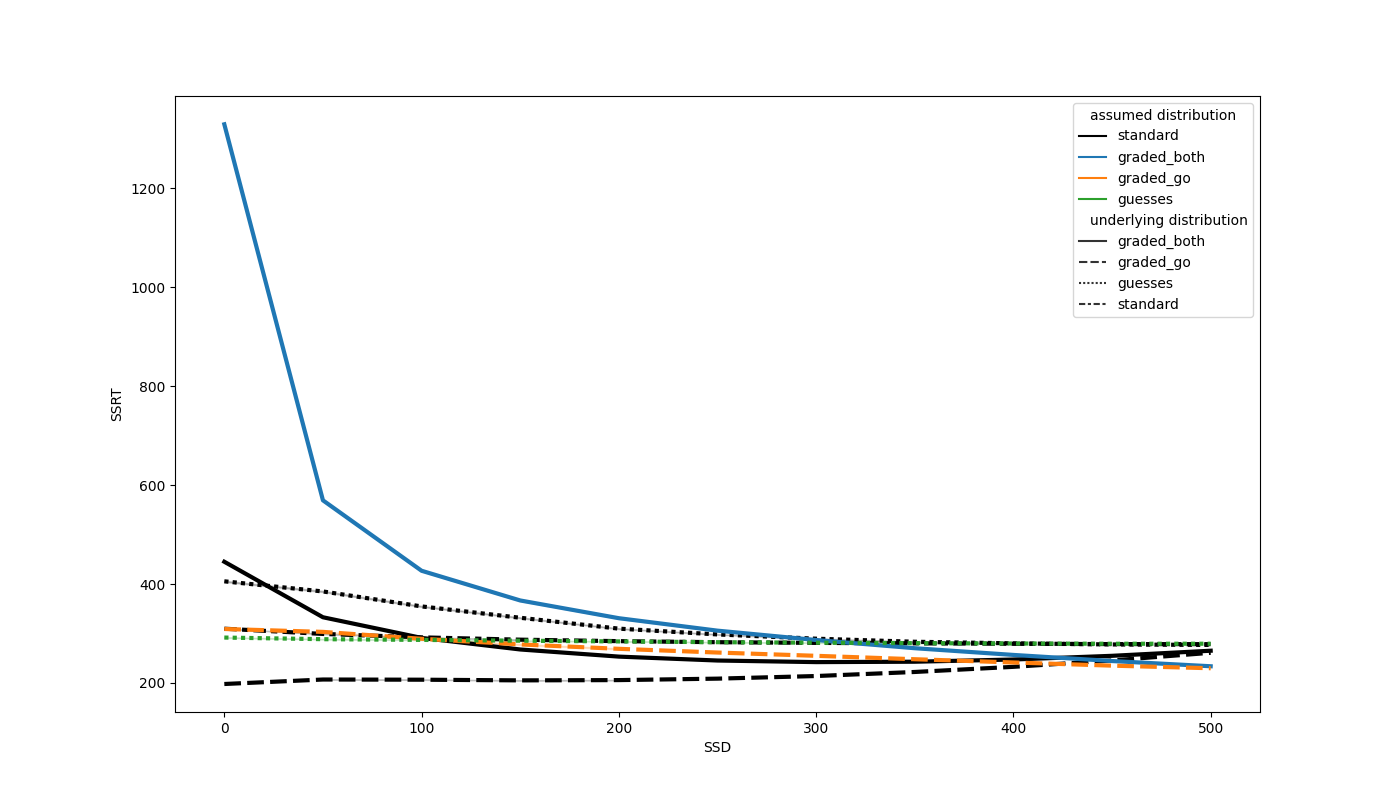 assumed distribution
standard
graded_both
graded_go
guesses
underlying distribution
graded_both
graded_go
guesses
standard
1200
1000
800
600
400
200
SSRT
0 100 200 300 400 500
SSD